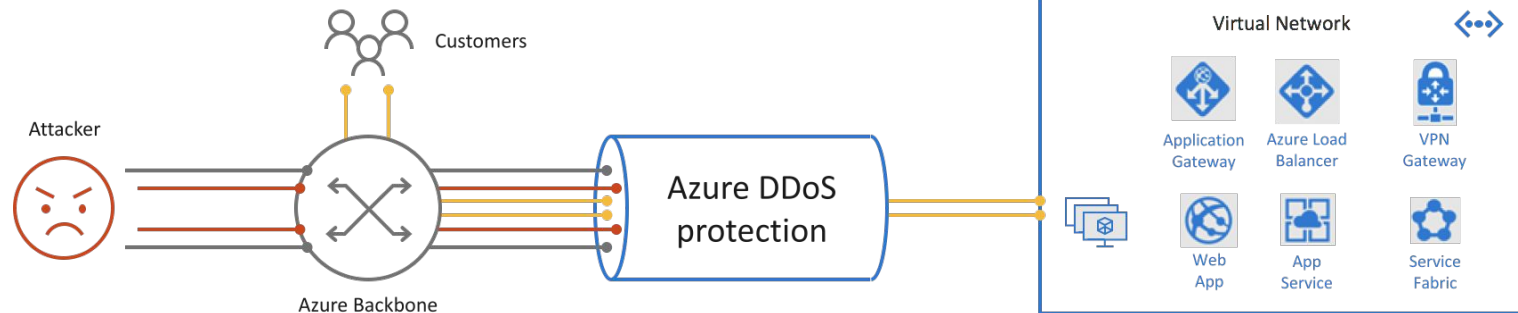 Customers
Attacker
Azure Backbone
Azure DDoS
protection
Virtual Network
Application
Gateway
Azure Load
Balancer
VPN
Gateway
Web
App
App
Service
Service
Fabric